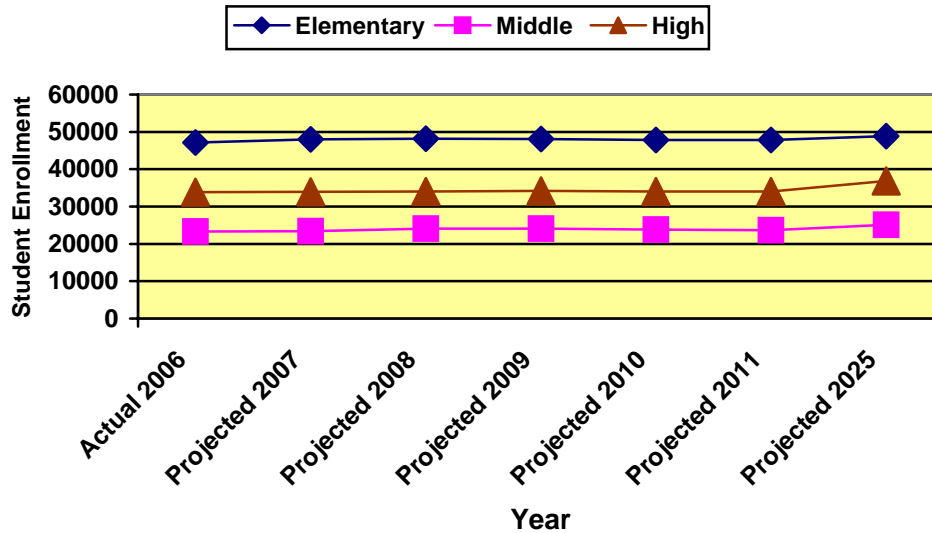 Elementary Middle High
Student Enrollment
60000
50000
40000
30000
20000
10000
0
Actual 2006
Projected 2007
Projected 2008
Projected 2009
Projected 2010
Projected 2011
Projected 2025
Year